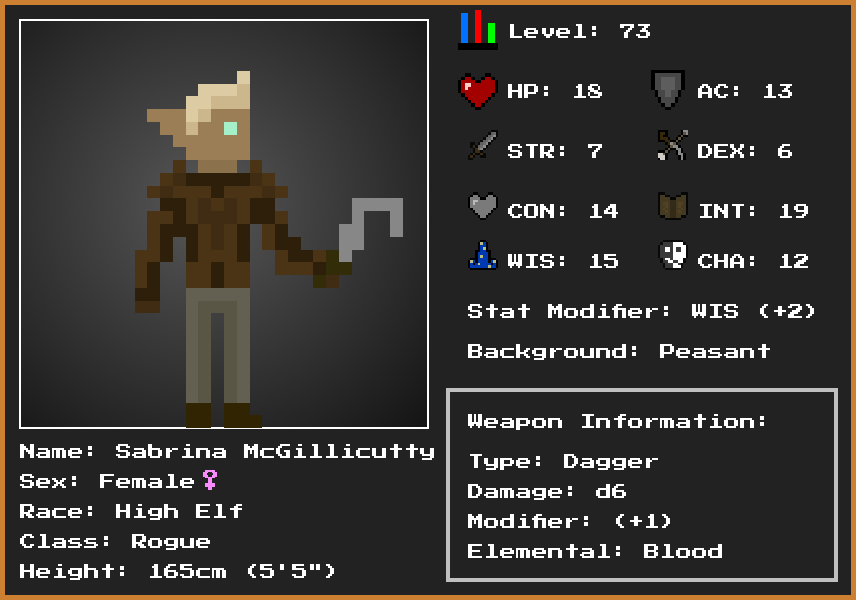 Level: 73
HP: 18 AC: 13
STR: 7 DEX: 6
CON: 14 INT: 19
WIS: 15 CHA: 12
Stat Modifier: WIS (+2)
Background: Peasant
Weapon Information:
Type: Dagger
Damage: d6
Modifier: (+1)
Elemental: Blood
Name: Sabrina McGillicutty
Sex: Female♀
Race: High Elf
Class: Rogue
Height: 165cm (5'5")